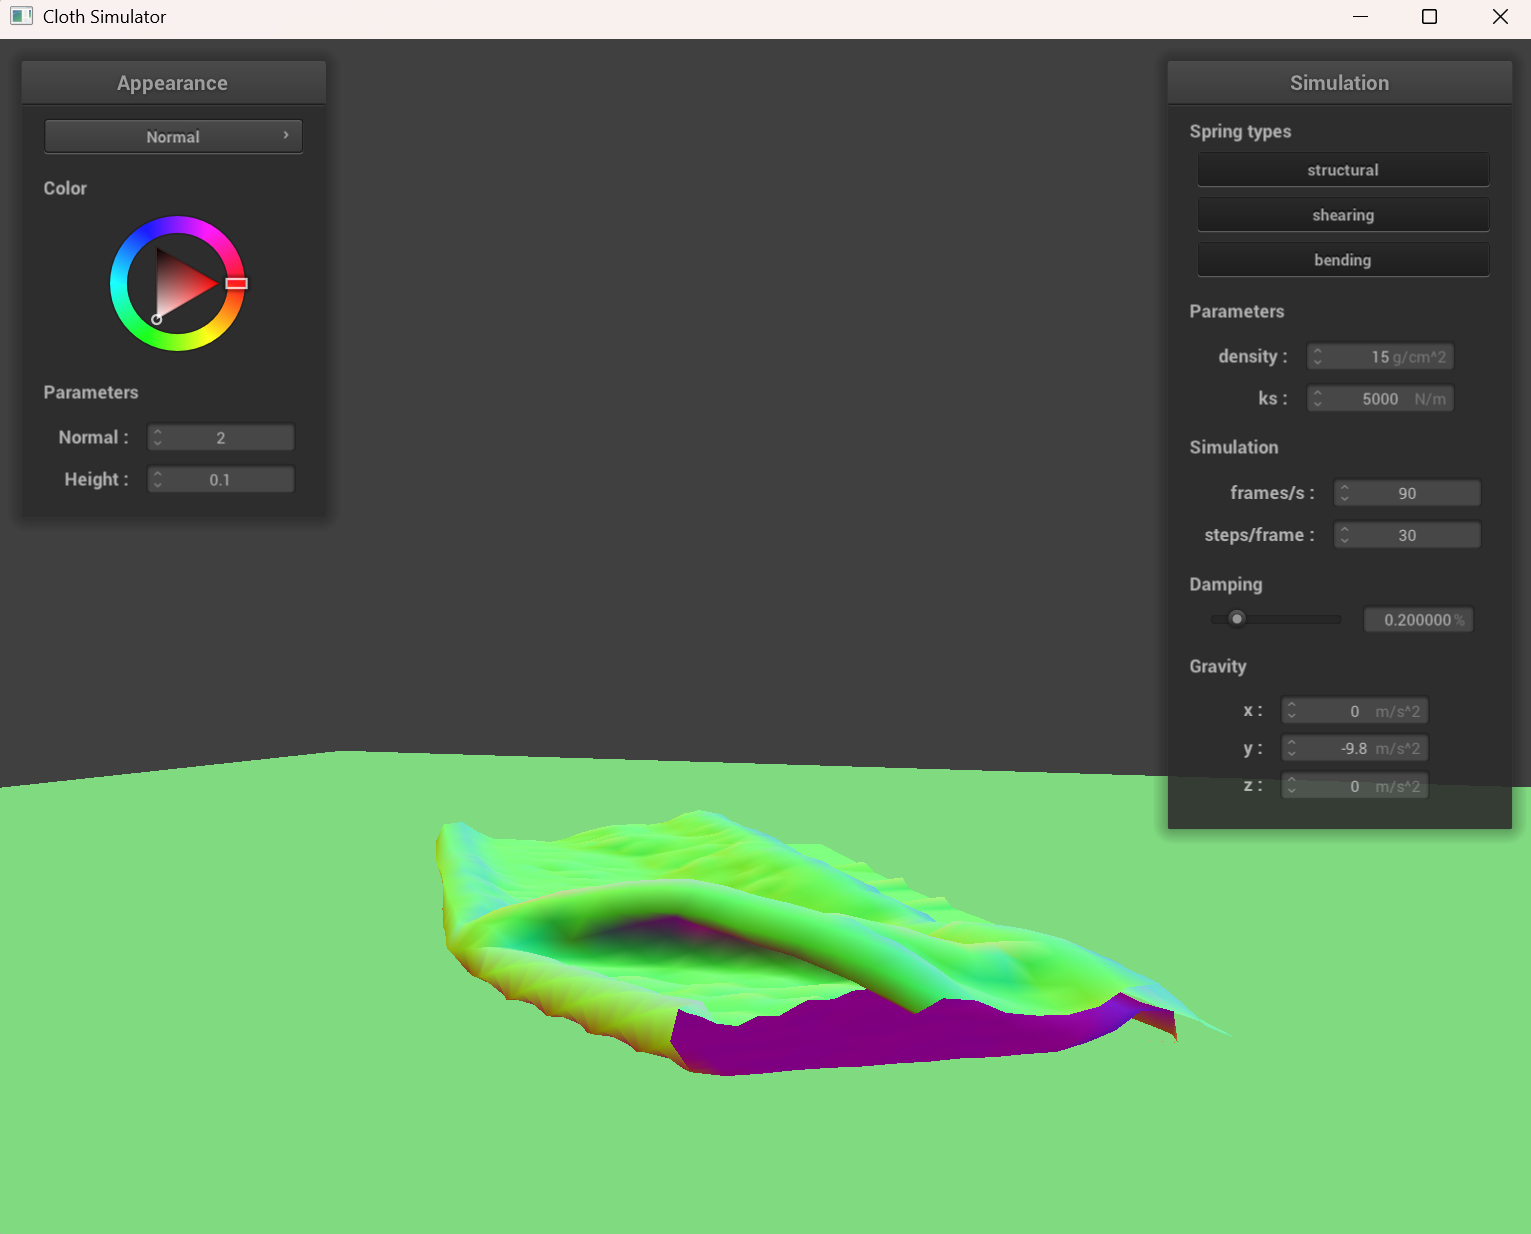 Cloth Simulator
Appearance
Normal
Color
Parameters
Normal : 2
Height : 0.1
Simulation
Spring types
structural
shearing
bending
Parameters
density : 15 g/cm^2
ks : 5000 N/m
Simulation
frames/s : 90
steps/frame : 30
Damping
0.200000 %
Gravity
x : 0 m/s^2
y : -9.8 m/s^2
z : 0 m/s^2